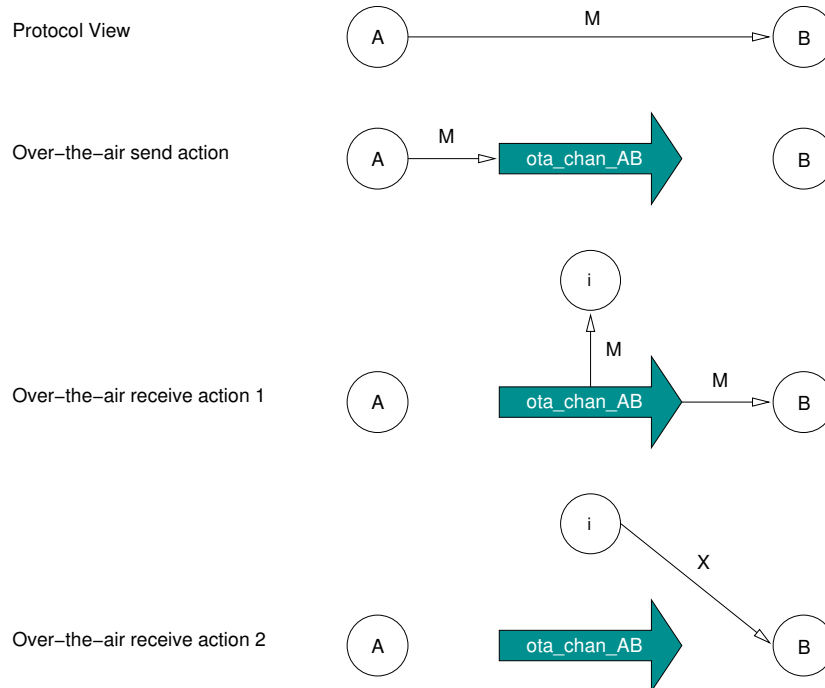 Protocol View
A
M
B
Over−the−air send action
A
M
ota_chan_AB
B
i
M
Over−the−air receive action 1
A
ota_chan_AB
M
B
i
X
Over−the−air receive action 2
A
ota_chan_AB
B